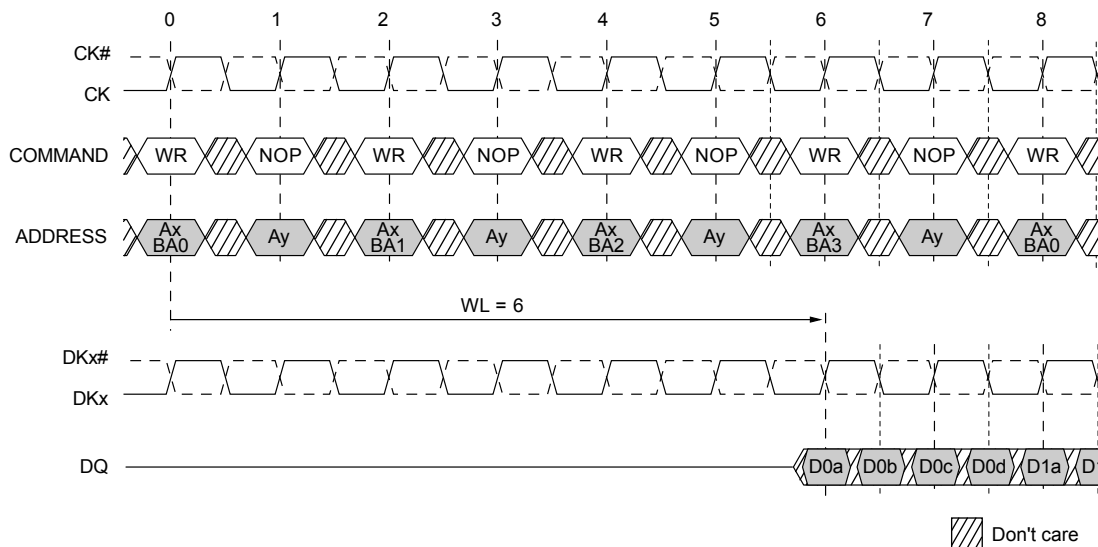 0 1 2 3 4 5 6 7 8
CK#
CK
COMMAND WR NOP WR NOP WR NOP WR NOP WR
ADDRESS Ax BA0 Ay Ax BA1 Ay Ax BA2 Ay Ax BA3 Ay Ax BA0
WL = 6
DKx#
DKx
DQ D0a D0b D0c D0d D1a D1
Don't care